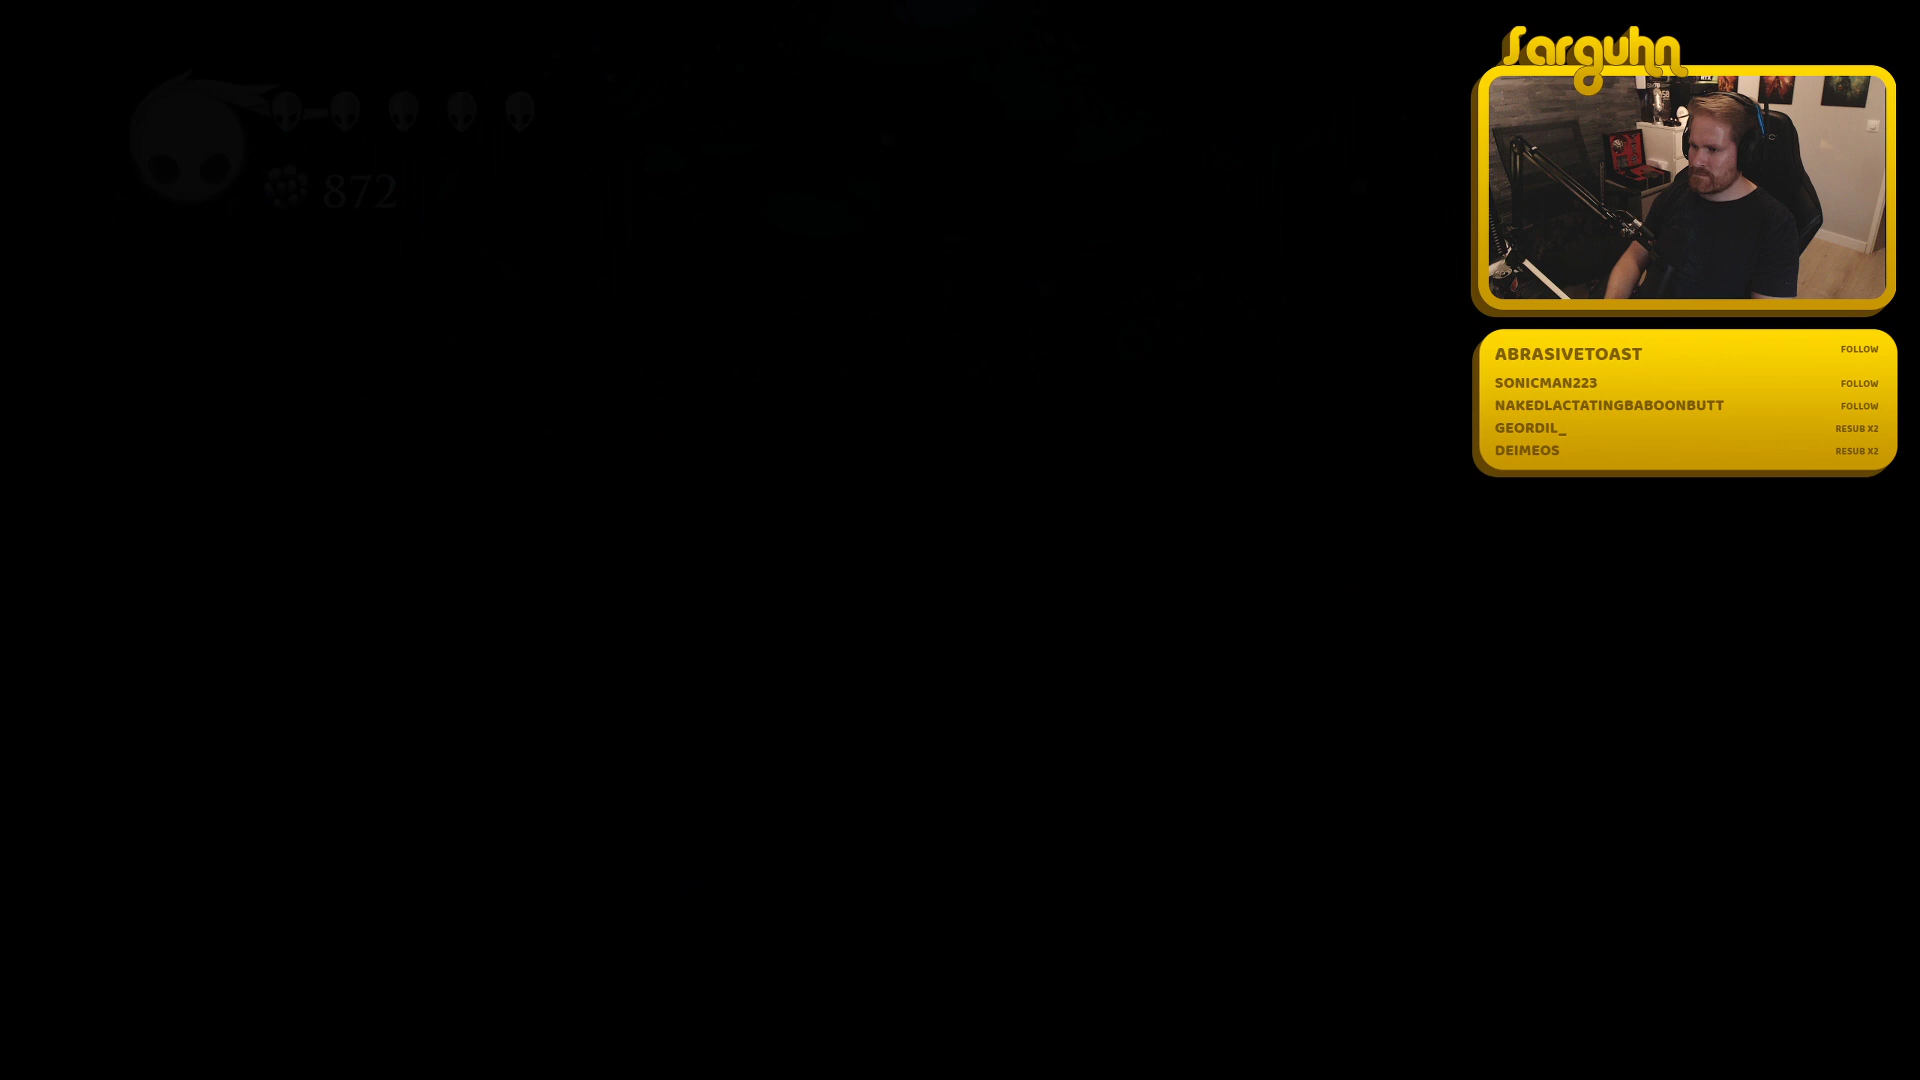 Sarguhn
872
ABRASIVETOAST FOLLOW
SONICMAN223 FOLLOW
NAKEDLACTATINGBABOONBUTT FOLLOW
GEORDIL_ RESUB X2
DEIMEOS RESUB X2